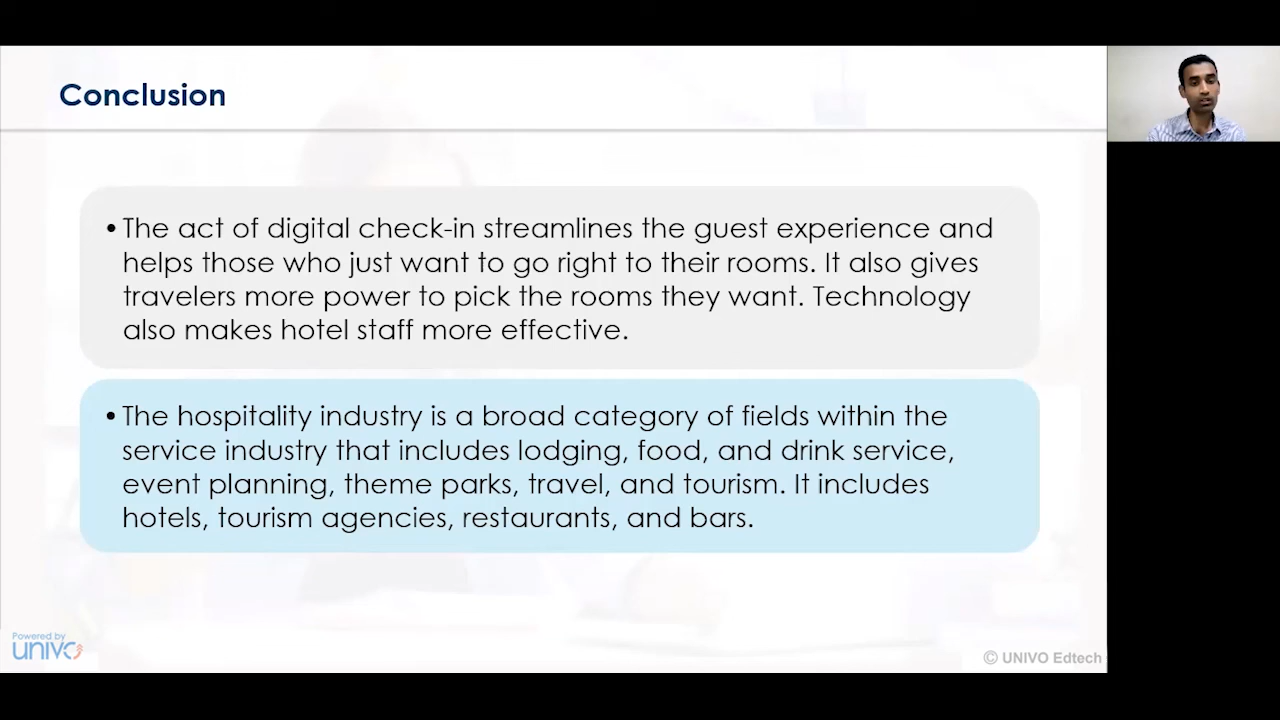 Conclusion
• The act of digital check-in streamlines the guest experience and
helps those who just want to go right to their rooms. It also gives
travelers more power to pick the rooms they want. Technology
also makes hotel staff more effective.
• The hospitality industry is a broad category of fields within the
service industry that includes lodging, food, and drink service,
event planning, theme parks, travel, and tourism. It includes
hotels, tourism agencies, restaurants, and bars.
Powered by
univo
© UNIVO Edtech